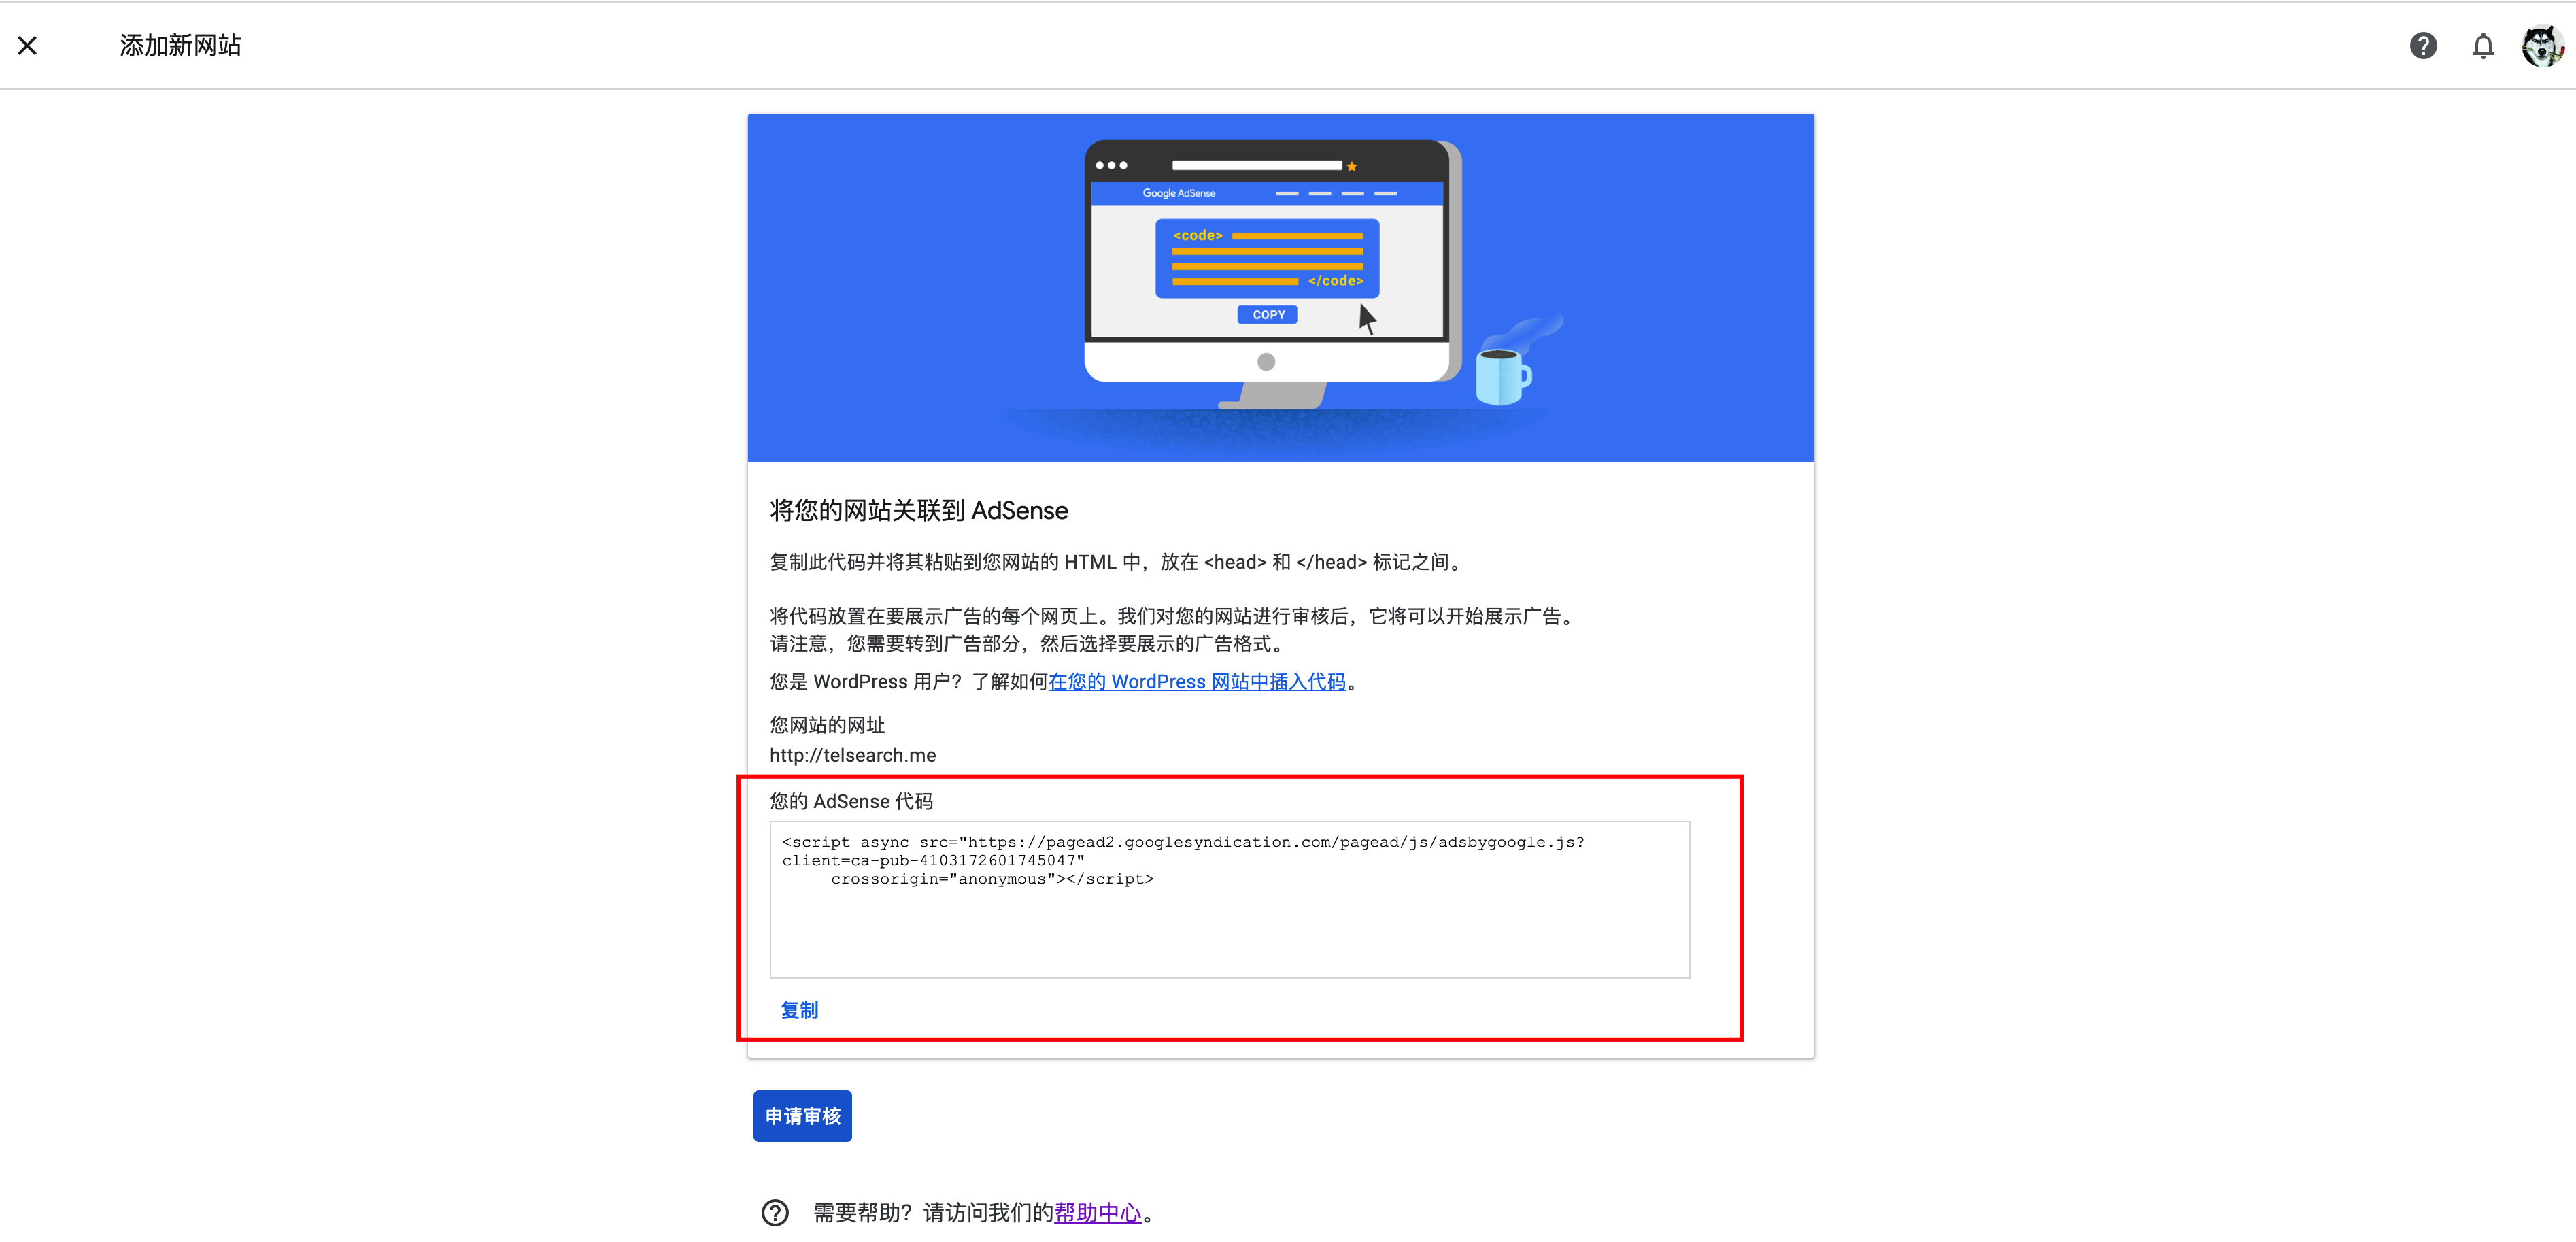 添加新网站
Google AdSense
<code>
</code>
COPY
将您的网站关联到 AdSense
复制此代码并将其粘贴到您网站的 HTML 中，放在 <head> 和 </head> 标记之间。
将代码放置在要展示广告的每个网页上。我们对您的网站进行审核后，它将可以开始展示广告。
请注意，您需要转到广告部分，然后选择要展示的广告格式。
您是 WordPress 用户？了解如何在您的 WordPress 网站中插入代码。
您网站的网址
http://telsearch.me
您的 AdSense 代码
<script async src="https://pagead2.googlesyndication.com/pagead/js/adsbygoogle.js?
client=ca-pub-4103172601745047"
     crossorigin="anonymous"></script>
复制
申请审核
需要帮助？请访问我们的帮助中心。